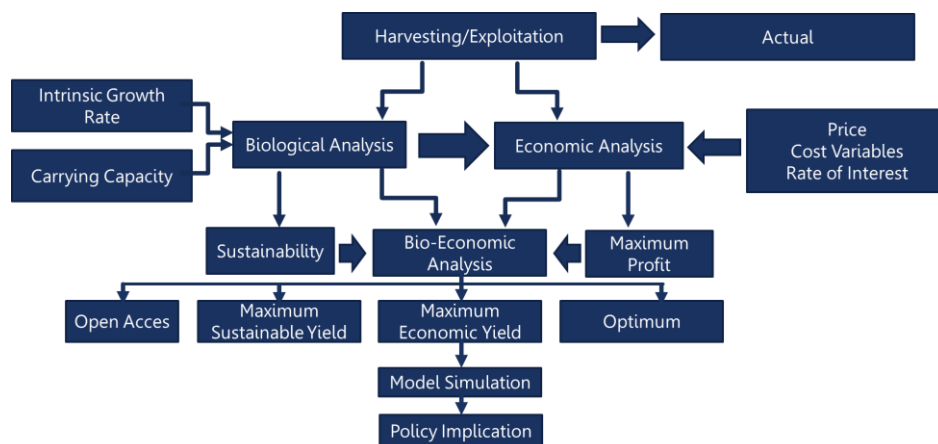 Harvesting/Exploitation
Actual
Intrinsic Growth
Rate
Carrying Capacity
Biological Analysis
Economic Analysis
Price
Cost Variables
Rate of Interest
Sustainability
Bio-Economic
Analysis
Maximum
Profit
Open Acces
Maximum
Sustainable Yield
Maximum
Economic Yield
Optimum
Model Simulation
Policy Implication